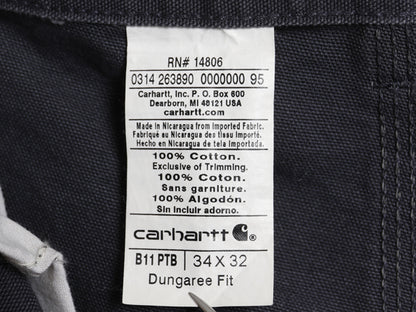 RN# 14806
0314 263890 0000000 95
Carhartt, Inc. P. O. Box 600
Dearborn, MI 48121 USA
carhartt.com
Made in Nicaragua from Imported Fabric.
Fabriqué au Nicaragua des tissu Importés.
Hecho en Nicaragua de tela Importada.
100% Cotton.
Exclusive of Trimming.
100% Coton.
Sans garniture.
100% Algodón.
Sin incluir adorno.
carhartt®
B11 PTB 34 X 32
Dungaree Fit